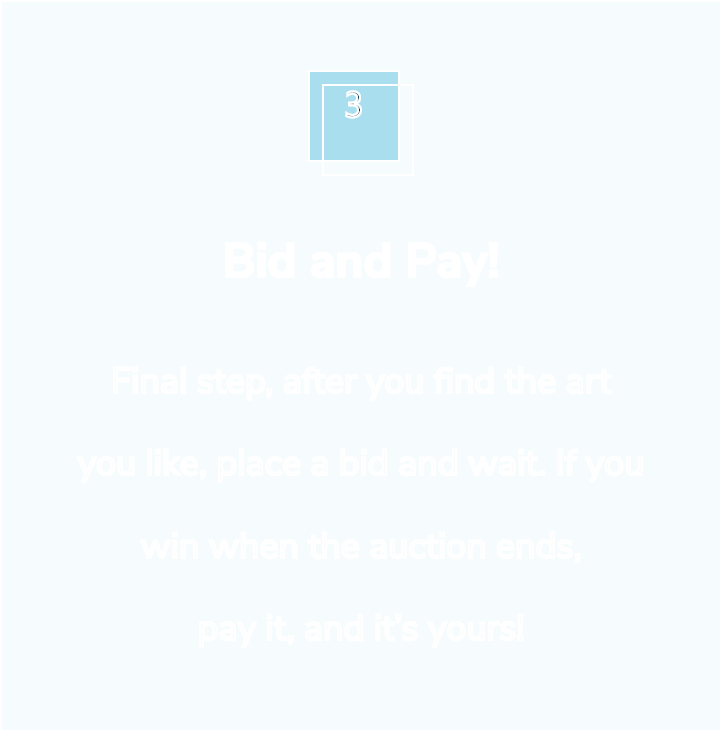 3
Bid and Pay!
Final step, after you find the art
you like, place a bid and wait. If you
win when the auction ends,
pay it, and it's yours!